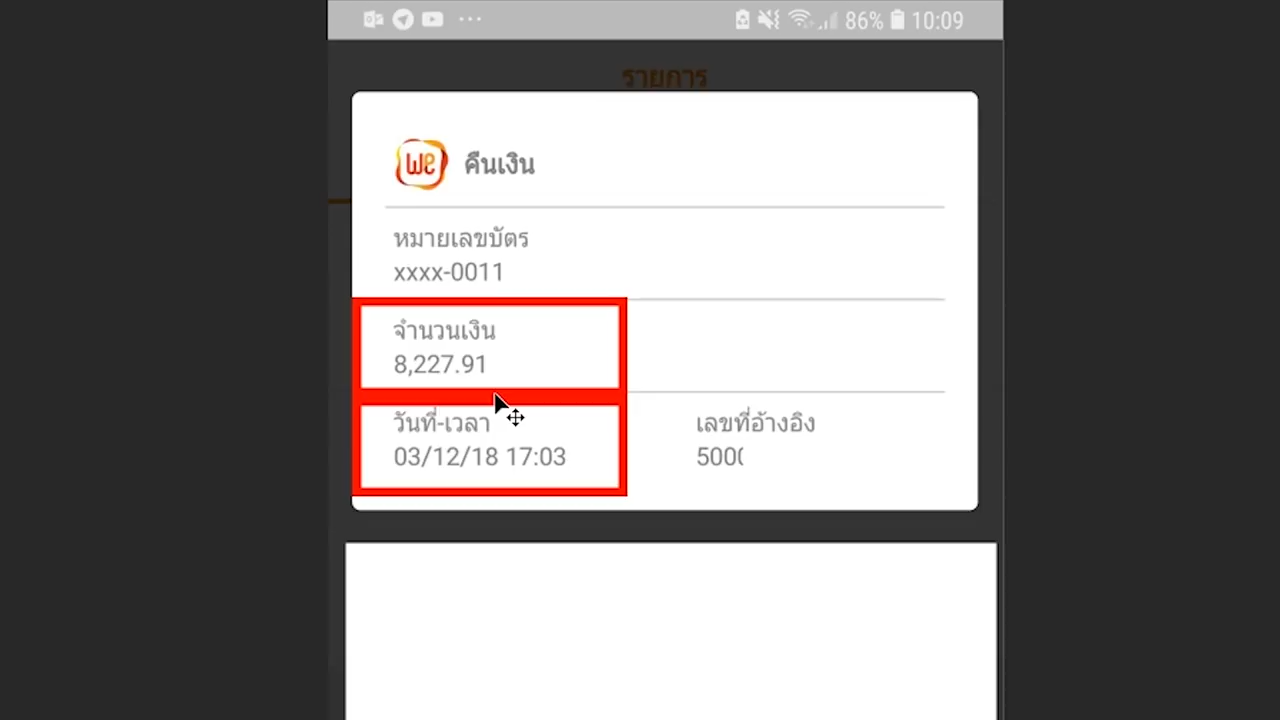 86% 10:09
รายการ
we คืนเงิน
หมายเลขบัตร
xxxx-0011
จำนวนเงิน
8,227.91
วันที่-เวลา เลขที่อ้างอิง
03/12/18 17:03 500